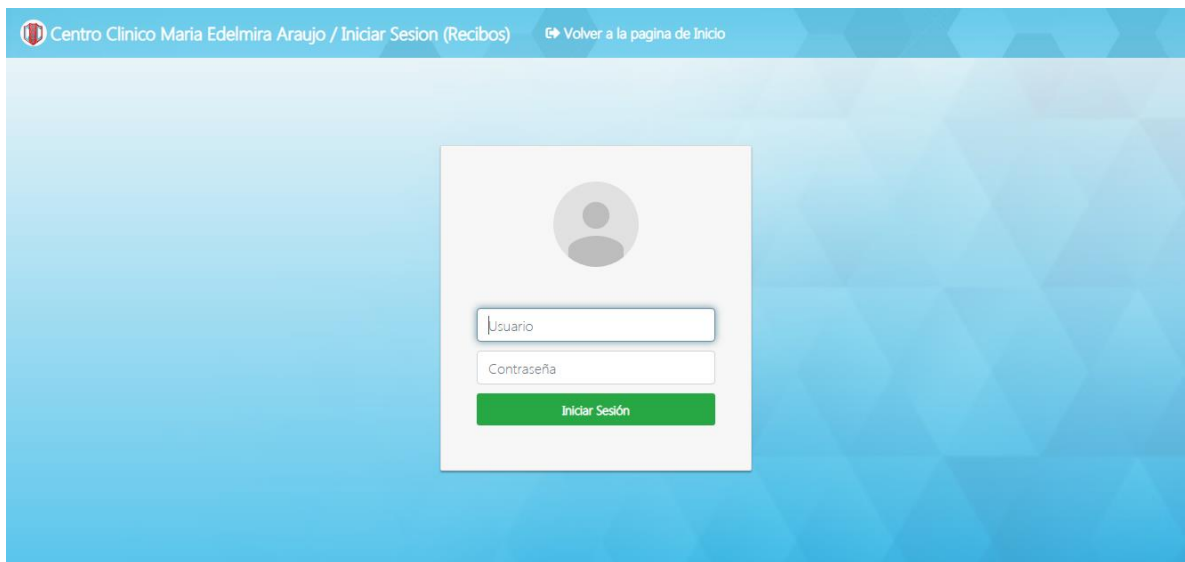 Centro Clinico Maria Edelmira Araujo / Iniciar Sesion (Recibos) Volver a la pagina de Inicio
Usuario
Contraseña
Iniciar Sesión